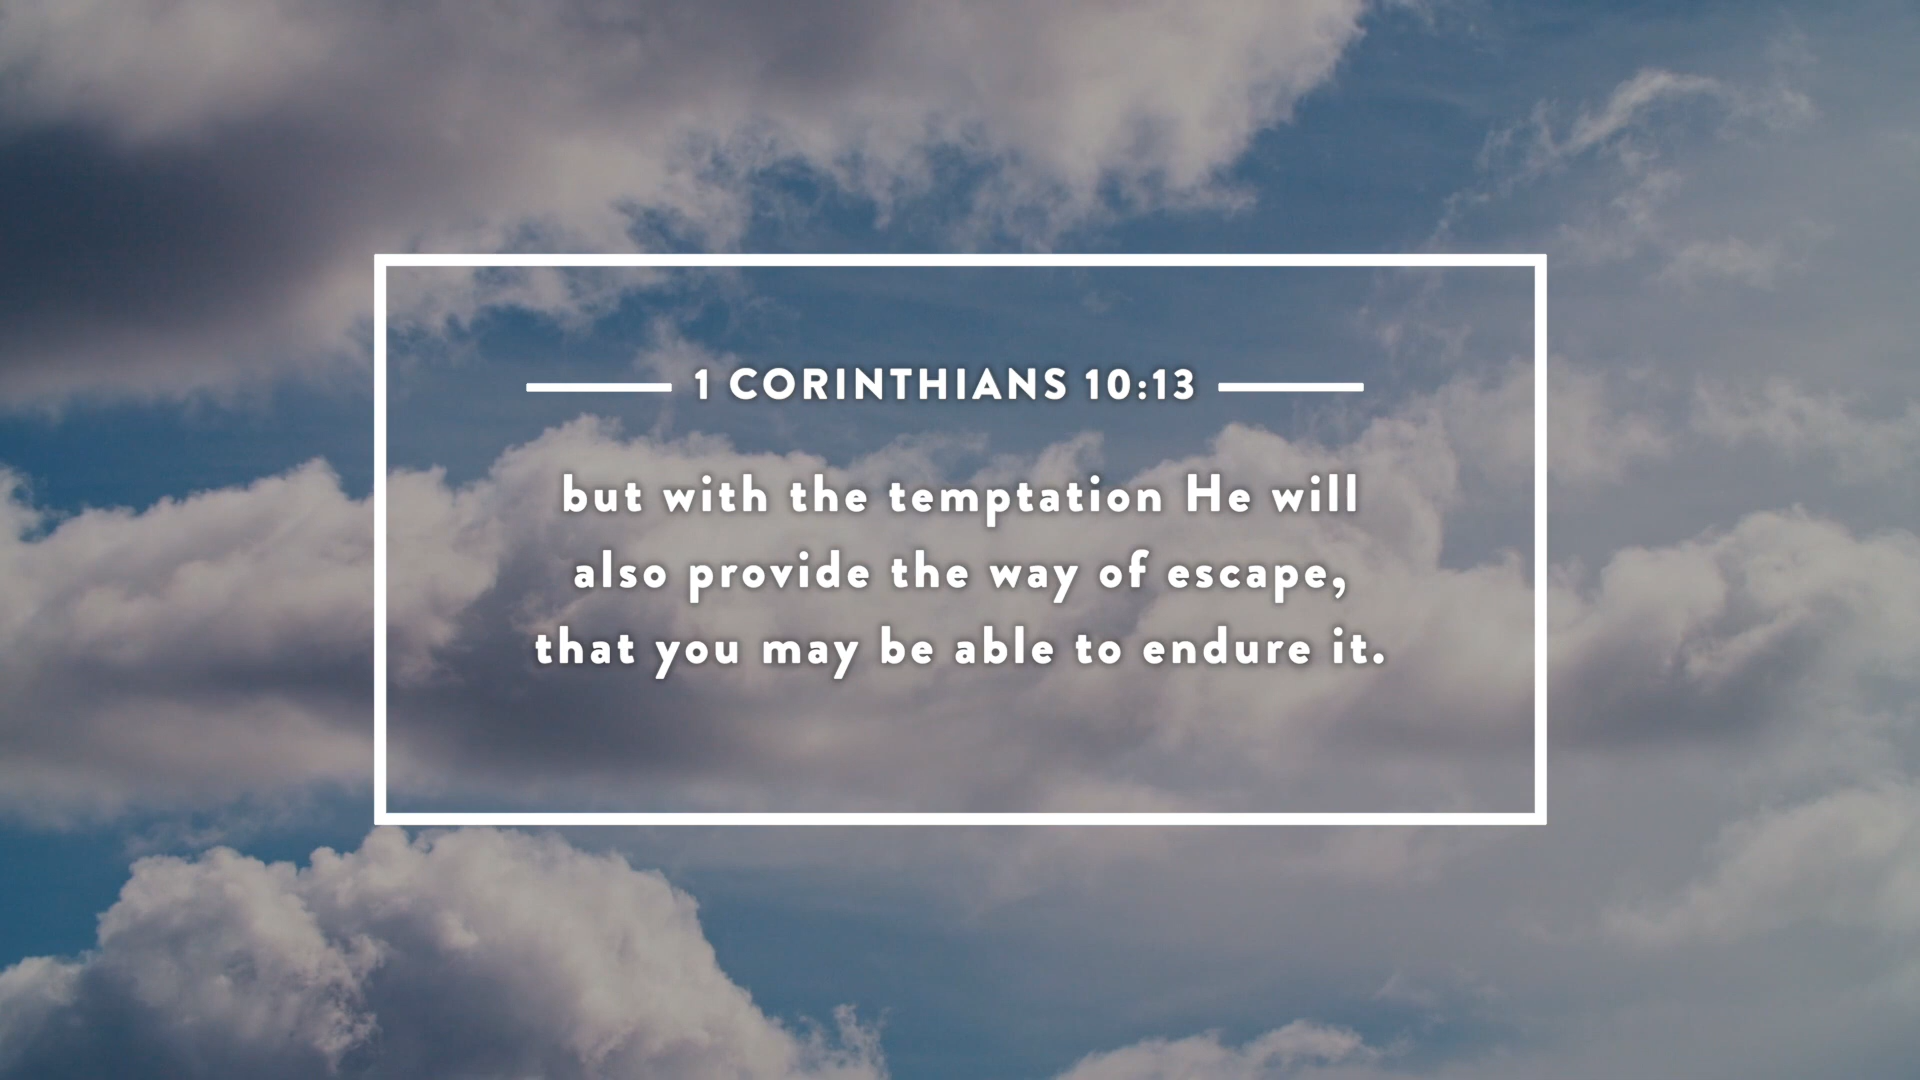 1 CORINTHIANS 10:13
but with the temptation He will
also provide the way of escape,
that you may be able to endure it.